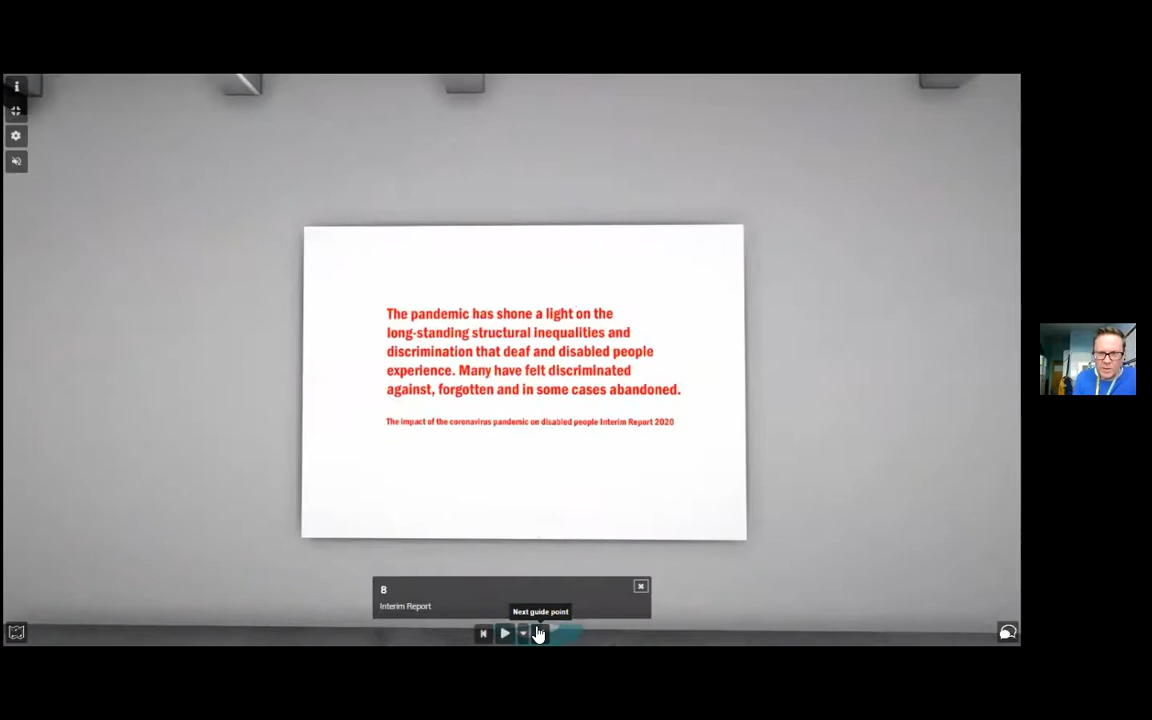 The pandemic has shone a light on the
long-standing structural inequalities and
discrimination that deaf and disabled people
experience. Many have felt discriminated
against, forgotten and in some cases abandoned.
The impact of the coronavirus pandemic on disabled people Interim Report 2020
8
Interim Report
Next guide point